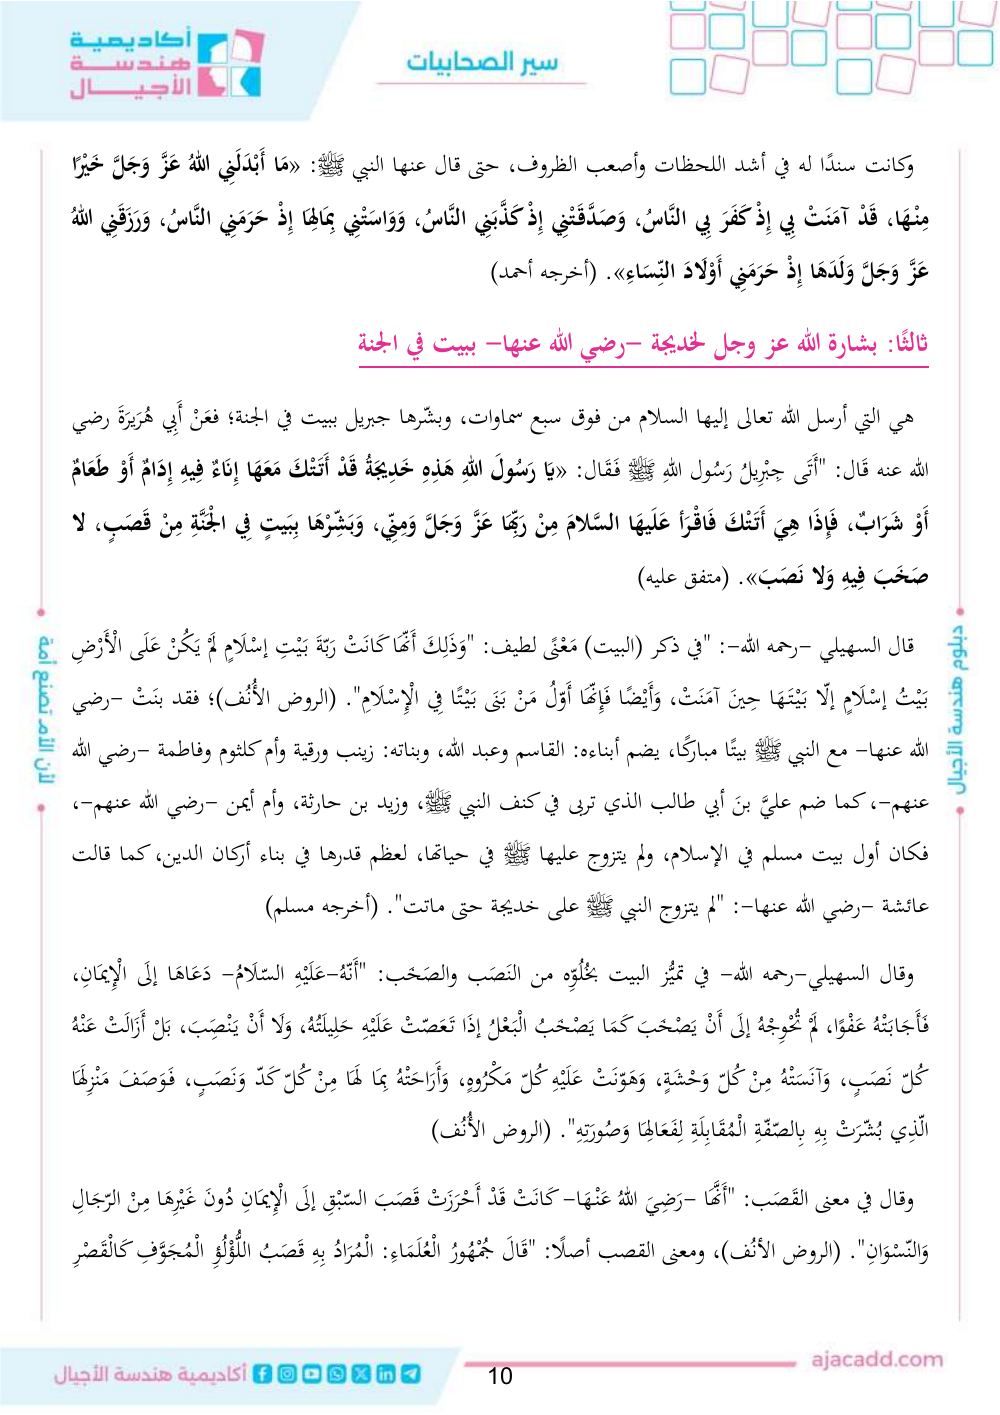 أكاديمية
هندسة
الأجيال
سير الصحابيات
وكانت سندًا له في أشد اللحظات وأصعب الظروف، حتى قال عنها النبي ﷺ: «مَا أَبْدَلَنِي اللهُ عَزَّ وَجَلَّ خَيْرًا
مِنْهَا، قَدْ آمَنَتْ بِي إِذْ كَفَرَ بِي النَّاسُ، وَصَدَّقَتْنِي إِذْ كَذَّبَنِي النَّاسُ، وَوَاسَتْنِي بِمَالِهَا إِذْ حَرَمَنِي النَّاسُ، وَرَزَقَنِي اللهُ
عَزَّ وَجَلَّ وَلَدَهَا إِذْ حَرَمَنِي أَوْلَادَ النِّسَاءِ». (أخرجه أحمد)
ثالثًا: بشارة الله عز وجل لخديجة –رضي الله عنها– ببيت في الجنة
هي التي أرسل الله تعالى إليها السلام من فوق سبع سماوات، وبشّرها جبريل ببيت في الجنة؛ فعَنْ أَبِي هُرَيَرَةَ رضي
الله عنه قَال: "أَتَى جِبْرِيلُ رَسُول اللهِ ﷺ فَقَال: «يَا رَسُولَ اللهِ هَذِهِ خَدِيجَةُ قَدْ أَتَتْكَ مَعَهَا إِنَاءٌ فِيهِ إِدَامٌ أَوْ طَعَامٌ
أَوْ شَرَابٌ، فَإِذَا هِيَ أَتَتْكَ فَاقْرَأ عَلَيهَا السَّلامَ مِنْ رَبِّهَا عَزَّ وَجَلَّ وَمِنِّي، وَبَشِّرْهَا بِبَيتٍ فِي الْجَنَّةِ مِنْ قَصَبٍ، لا
صَخَبَ فِيهِ وَلا نَصَبَ». (متفق عليه)
قال السهيلي –رحمه الله–: "في ذكر (البيت) مَعْنًى لطيف: "وَذَلِكَ أَنّهَا كَانَتْ رَبّةَ بَيْتِ إسْلَامٍ لَمْ يَكُنْ عَلَى الْأَرْضِ
بَيْتُ إسْلَامٍ إلّا بَيْتَهَا حِينَ آمَنَتْ، وَأَيْضًا فَإِنّهَا أَوّلُ مَنْ بَنَى بَيْتًا فِي الْإِسْلَامِ". (الروض الأُنُف)؛ فقد بنَتْ –رضي
الله عنها– مع النبي ﷺ بيتًا مباركًا، يضم أبناءه: القاسم وعبد الله، وبناته: زينب ورقية وأم كلثوم وفاطمة –رضي الله
عنهم–، كما ضم عليَّ بنَ أبي طالب الذي تربى في كنف النبي ﷺ، وزيد بن حارثة، وأم أيمن –رضي الله عنهم–،
فكان أول بيت مسلم في الإسلام، ولم يتزوج عليها ﷺ في حياتها، لعظم قدرها في بناء أركان الدين، كما قالت
عائشة –رضي الله عنها–: "لم يتزوج النبي ﷺ على خديجة حتى ماتت". (أخرجه مسلم)
وقال السهيلي–رحمه الله– في تميُّز البيت بخُلُوِّه من النَصَب والصَخَب: "أَنّهُ–عَلَيْهِ السّلَامُ– دَعَاهَا إلَى الْإِيمَانِ،
فَأَجَابَتْهُ عَفْوًا، لَمْ تُحْوِجْهُ إلَى أَنْ يَصْخَبَ كَمَا يَصْخَبُ الْبَعْلُ إذَا تَعَصّتْ عَلَيْهِ حَلِيلَتُهُ، وَلَا أَنْ يَنْصِبَ، بَلْ أَزَالَتْ عَنْهُ
كُلّ نَصَبٍ، وَآنَسَتْهُ مِنْ كُلّ وَحْشَةٍ، وَهَوّنَتْ عَلَيْهِ كُلّ مَكْرُوهٍ، وَأَرَاحَتْهُ بِمَا لَهَا مِنْ كُلّ كَدّ وَنَصَبٍ، فَوَصَفَ مَنْزِلَهَا
الّذِي بُشّرَتْ بِهِ بِالصّفّةِ الْمُقَابِلَةِ لِفَعَالِهَا وَصُورَتِهِ". (الروض الأُنُف)
وقال في معنى القَصَب: "أَنَّهَا –رَضِيَ اللهُ عَنْهَا– كَانَتْ قَدْ أَحْرَزَتْ قَصَبَ السّبْقِ إلَى الْإِيمَانِ دُونَ غَيْرِهَا مِنْ الرّجَالِ
وَالنّسْوَانِ". (الروض الأنُف)، ومعنى القصب أصلًا: "قَالَ جُمْهُورُ الْعُلَمَاءِ: الْمُرَادُ بِهِ قَصَبُ اللُّؤْلُؤِ الْمُجَوَّفِ كَالْقَصْرِ
دبلوم هندسة الأجيال
لأن الأم تصنع أمة
أكاديمية هندسة الأجيال
10
ajacadd.com